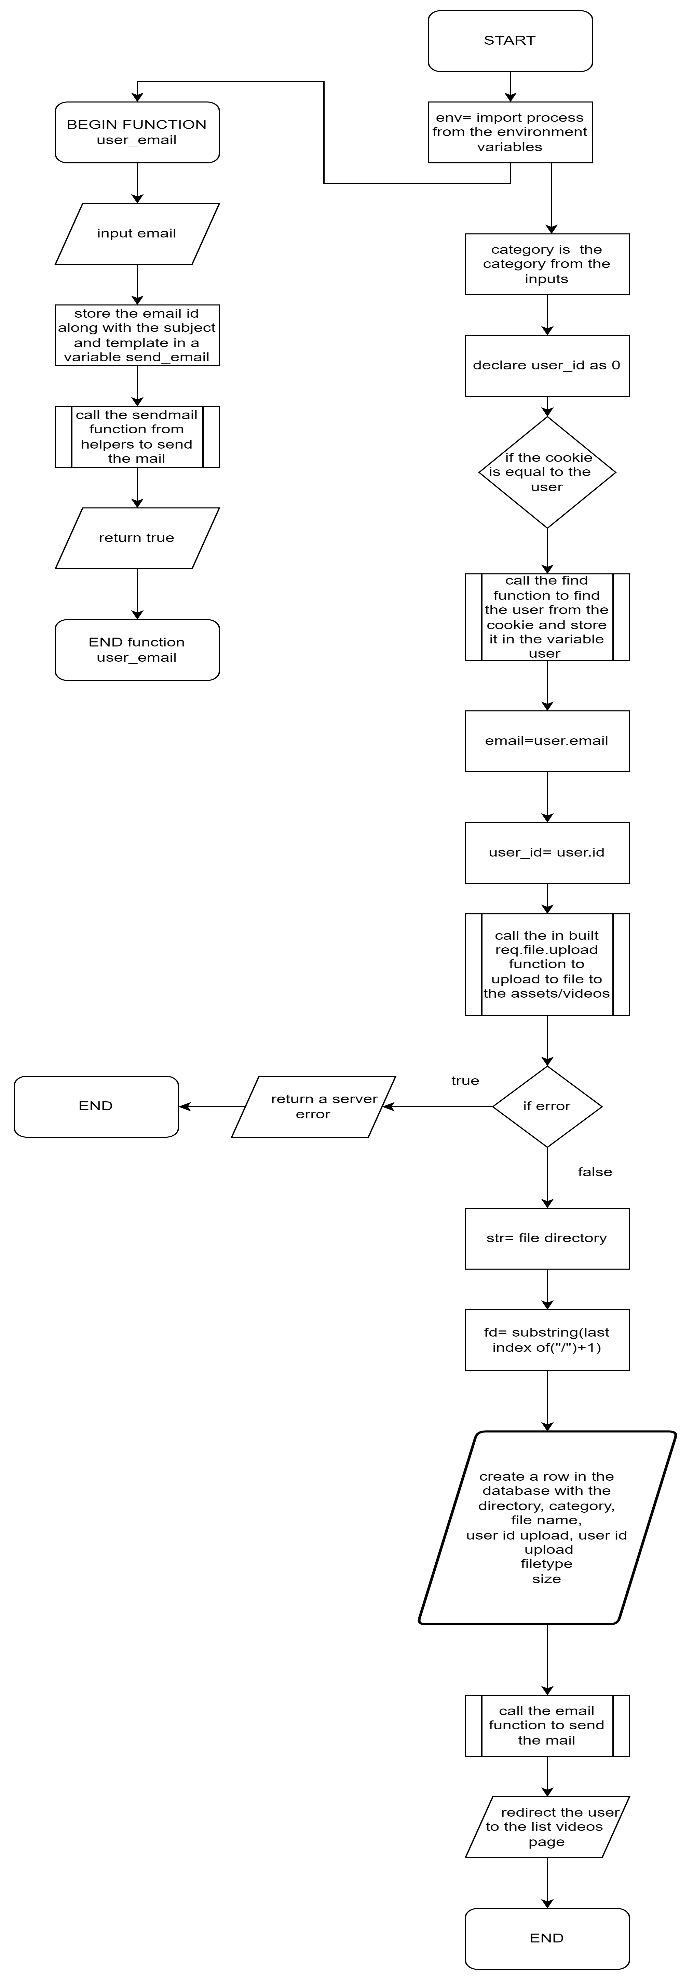 START
env= import process
from the environment
variables
BEGIN FUNCTION
user_email
input email
store the email id
along with the subject
and template in a
variable send_email
call the sendmail
function from
helpers to send
the mail
return true
END function
user_email
category is the
category from the
inputs
declare user_id as 0
if the cookie
is equal to the
user
call the find
function to find
the user from the
cookie and store
it in the variable
user
email=user.email
user_id= user.id
call the in built
req.file.upload
function to
upload to file to
the assets/videos
if error
true
return a server
error
END
false
str= file directory
fd= substring(last
index of("/")+1)
create a row in the
database with the
directory, category,
file name,
user id upload, user id
upload
filetype
size
call the email
function to send
the mail
redirect the user
to the list videos
page
END